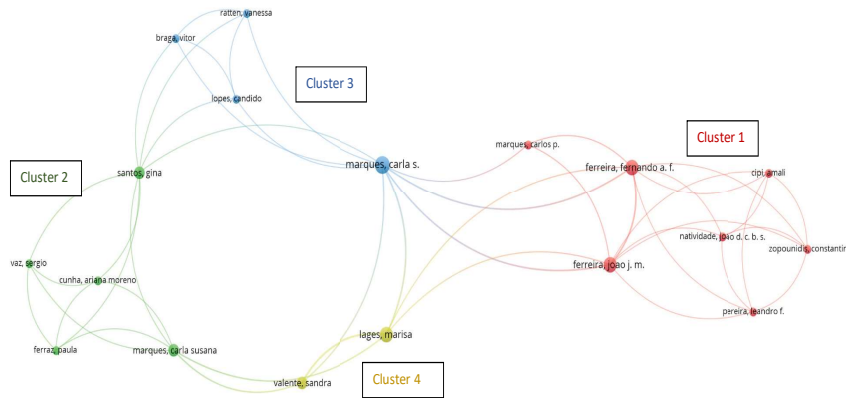 ratten, vanessa
braga, vitor
Cluster 3
lopes, candido
Cluster 1
marques, carlos p.
marques, carla s.
ferreira, fernando a. f.
cipi, amali
Cluster 2
santos, gina
natividade, joao d. c. b. s.
zopounidis, constantin
vaz, sergio
cunha, ariana moreno
ferreira, joao j. m.
pereira, leandro f.
lages, marisa
ferraz, paula
marques, carla susana
valente, sandra
Cluster 4